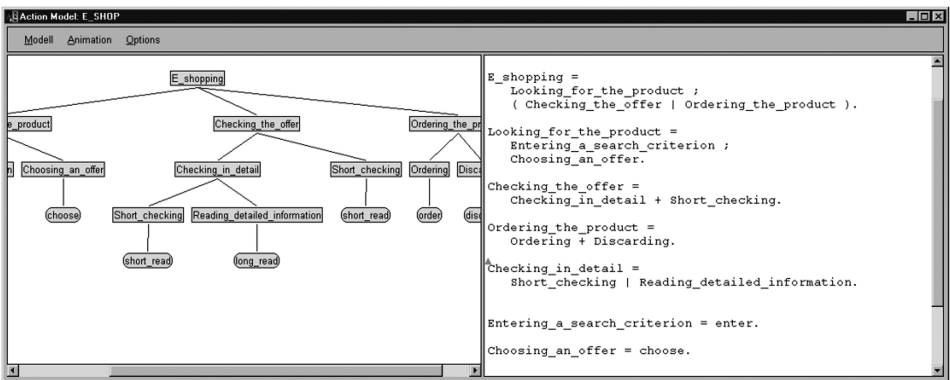 Action Model: E_SHOP
Modell Animation Options
E_shopping
e_product Checking_the_offer Ordering_the_pr
n Choosing_an_offer Checking_in_detail Short_checking Ordering Disca
choose Short_checking Reading_detailed_information short_read order disc
short_read long_read
E_shopping =
Looking_for_the_product ;
( Checking_the_offer | Ordering_the_product ).
Looking_for_the_product =
Entering_a_search_criterion ;
Choosing_an_offer.
Checking_the_offer =
Checking_in_detail + Short_checking.
Ordering_the_product =
Ordering + Discarding.
Checking_in_detail =
Short_checking | Reading_detailed_information.
Entering_a_search_criterion = enter.
Choosing_an_offer = choose.